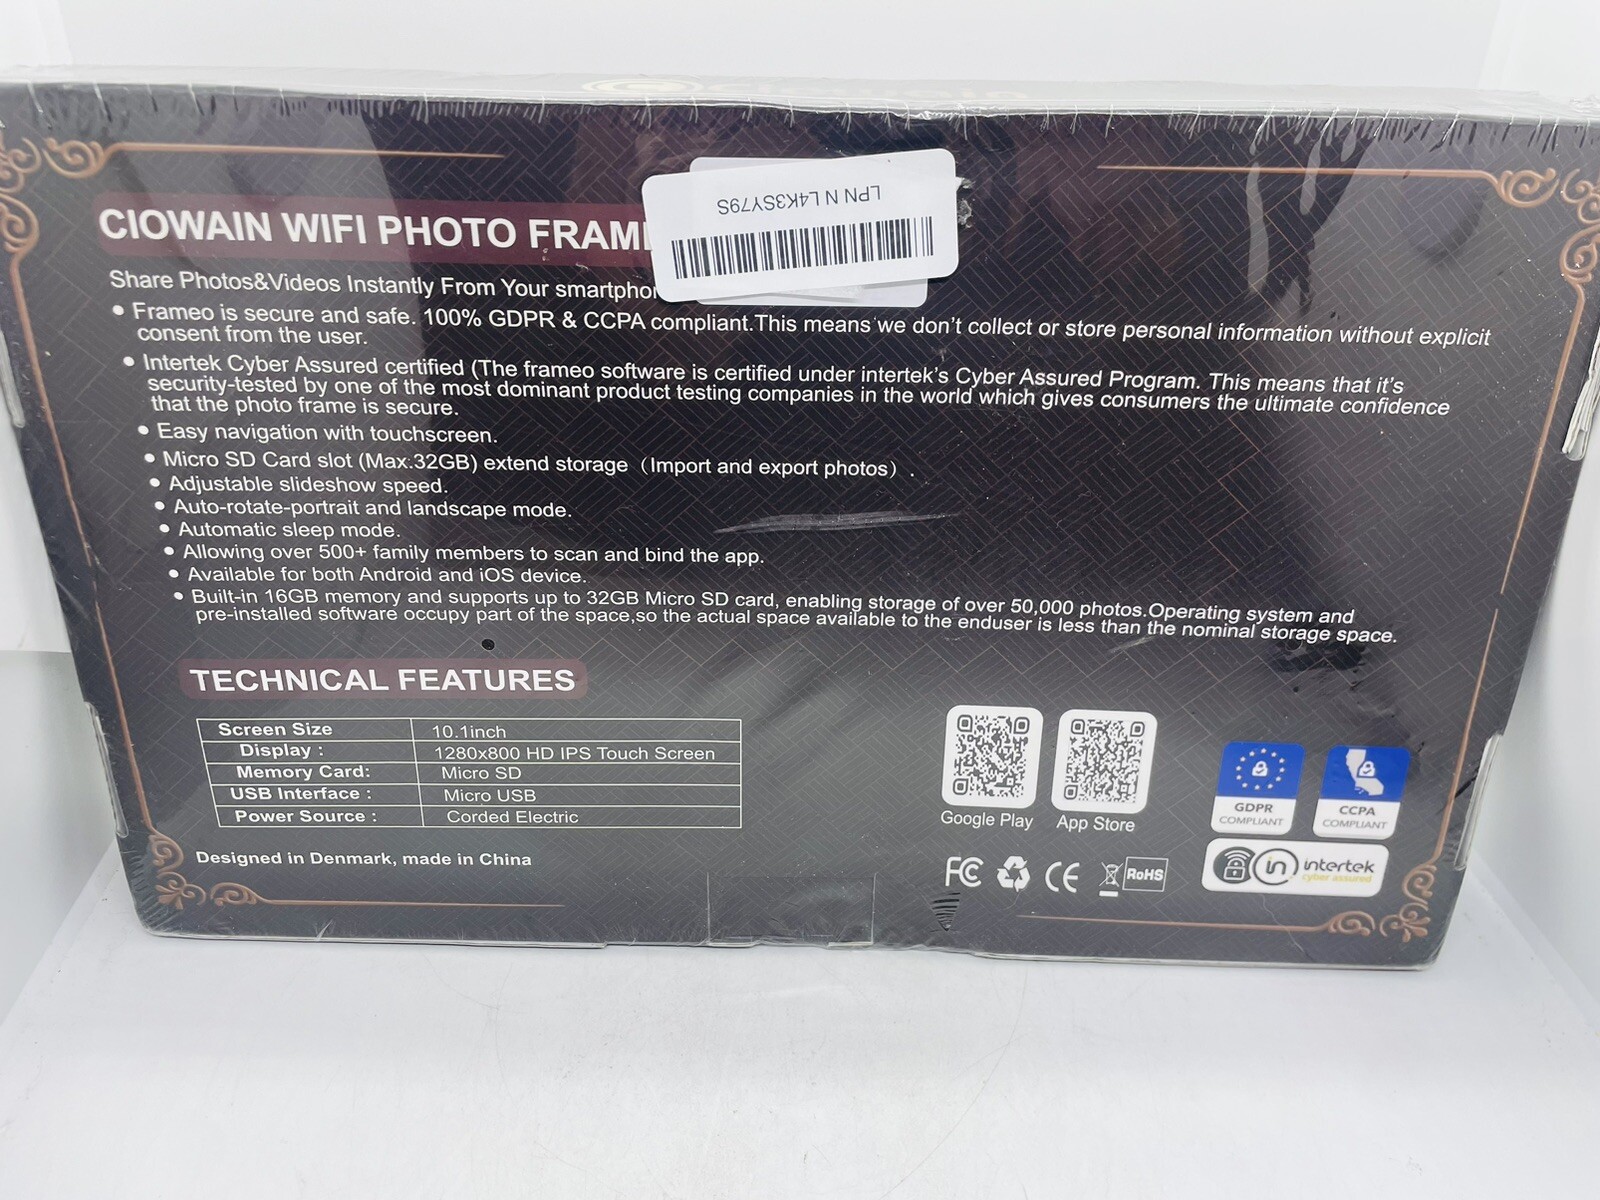 LPN N L4K3SY79S
CIOWAIN WIFI PHOTO
Share Photos&Videos Instantly From Your
• Frameo is secure and safe. 100% GDPR & CCPA compliant.This means we don't collect or store personal information without explicit
consent from the user.
• Intertek Cyber Assured certified (The frameo software is certified under intertek's Cyber Assured Program. This means that it's
security-tested by one of the most dominant product testing companies in the world which gives consumers the ultimate confidence
that the photo frame is secure.
• Easy navigation with touchscreen.
• Micro SD Card slot (Max.32GB) extend storage（Import and export photos）.
• Adjustable slideshow speed.
• Auto-rotate-portrait and landscape mode.
• Automatic sleep mode.
• Allowing over 500+ family members to scan and bind the app.
• Available for both Android and iOS device.
• Built-in 16GB memory and supports up to 32GB Micro SD card, enabling storage of over 50,000 photos.Operating system and
pre-installed software occupy part of the space,so the actual space available to the enduser is less than the nominal storage space.
TECHNICAL FEATURES
Screen Size 10.1inch
Display : 1280x800 HD IPS Touch Screen
Memory Card: Micro SD
USB Interface : Micro USB
Power Source : Corded Electric
Designed in Denmark, made in China
Google Play
App Store
FC CE RoHS
GDPR
COMPLIANT
CCPA
COMPLIANT
in intertek
cyber assured